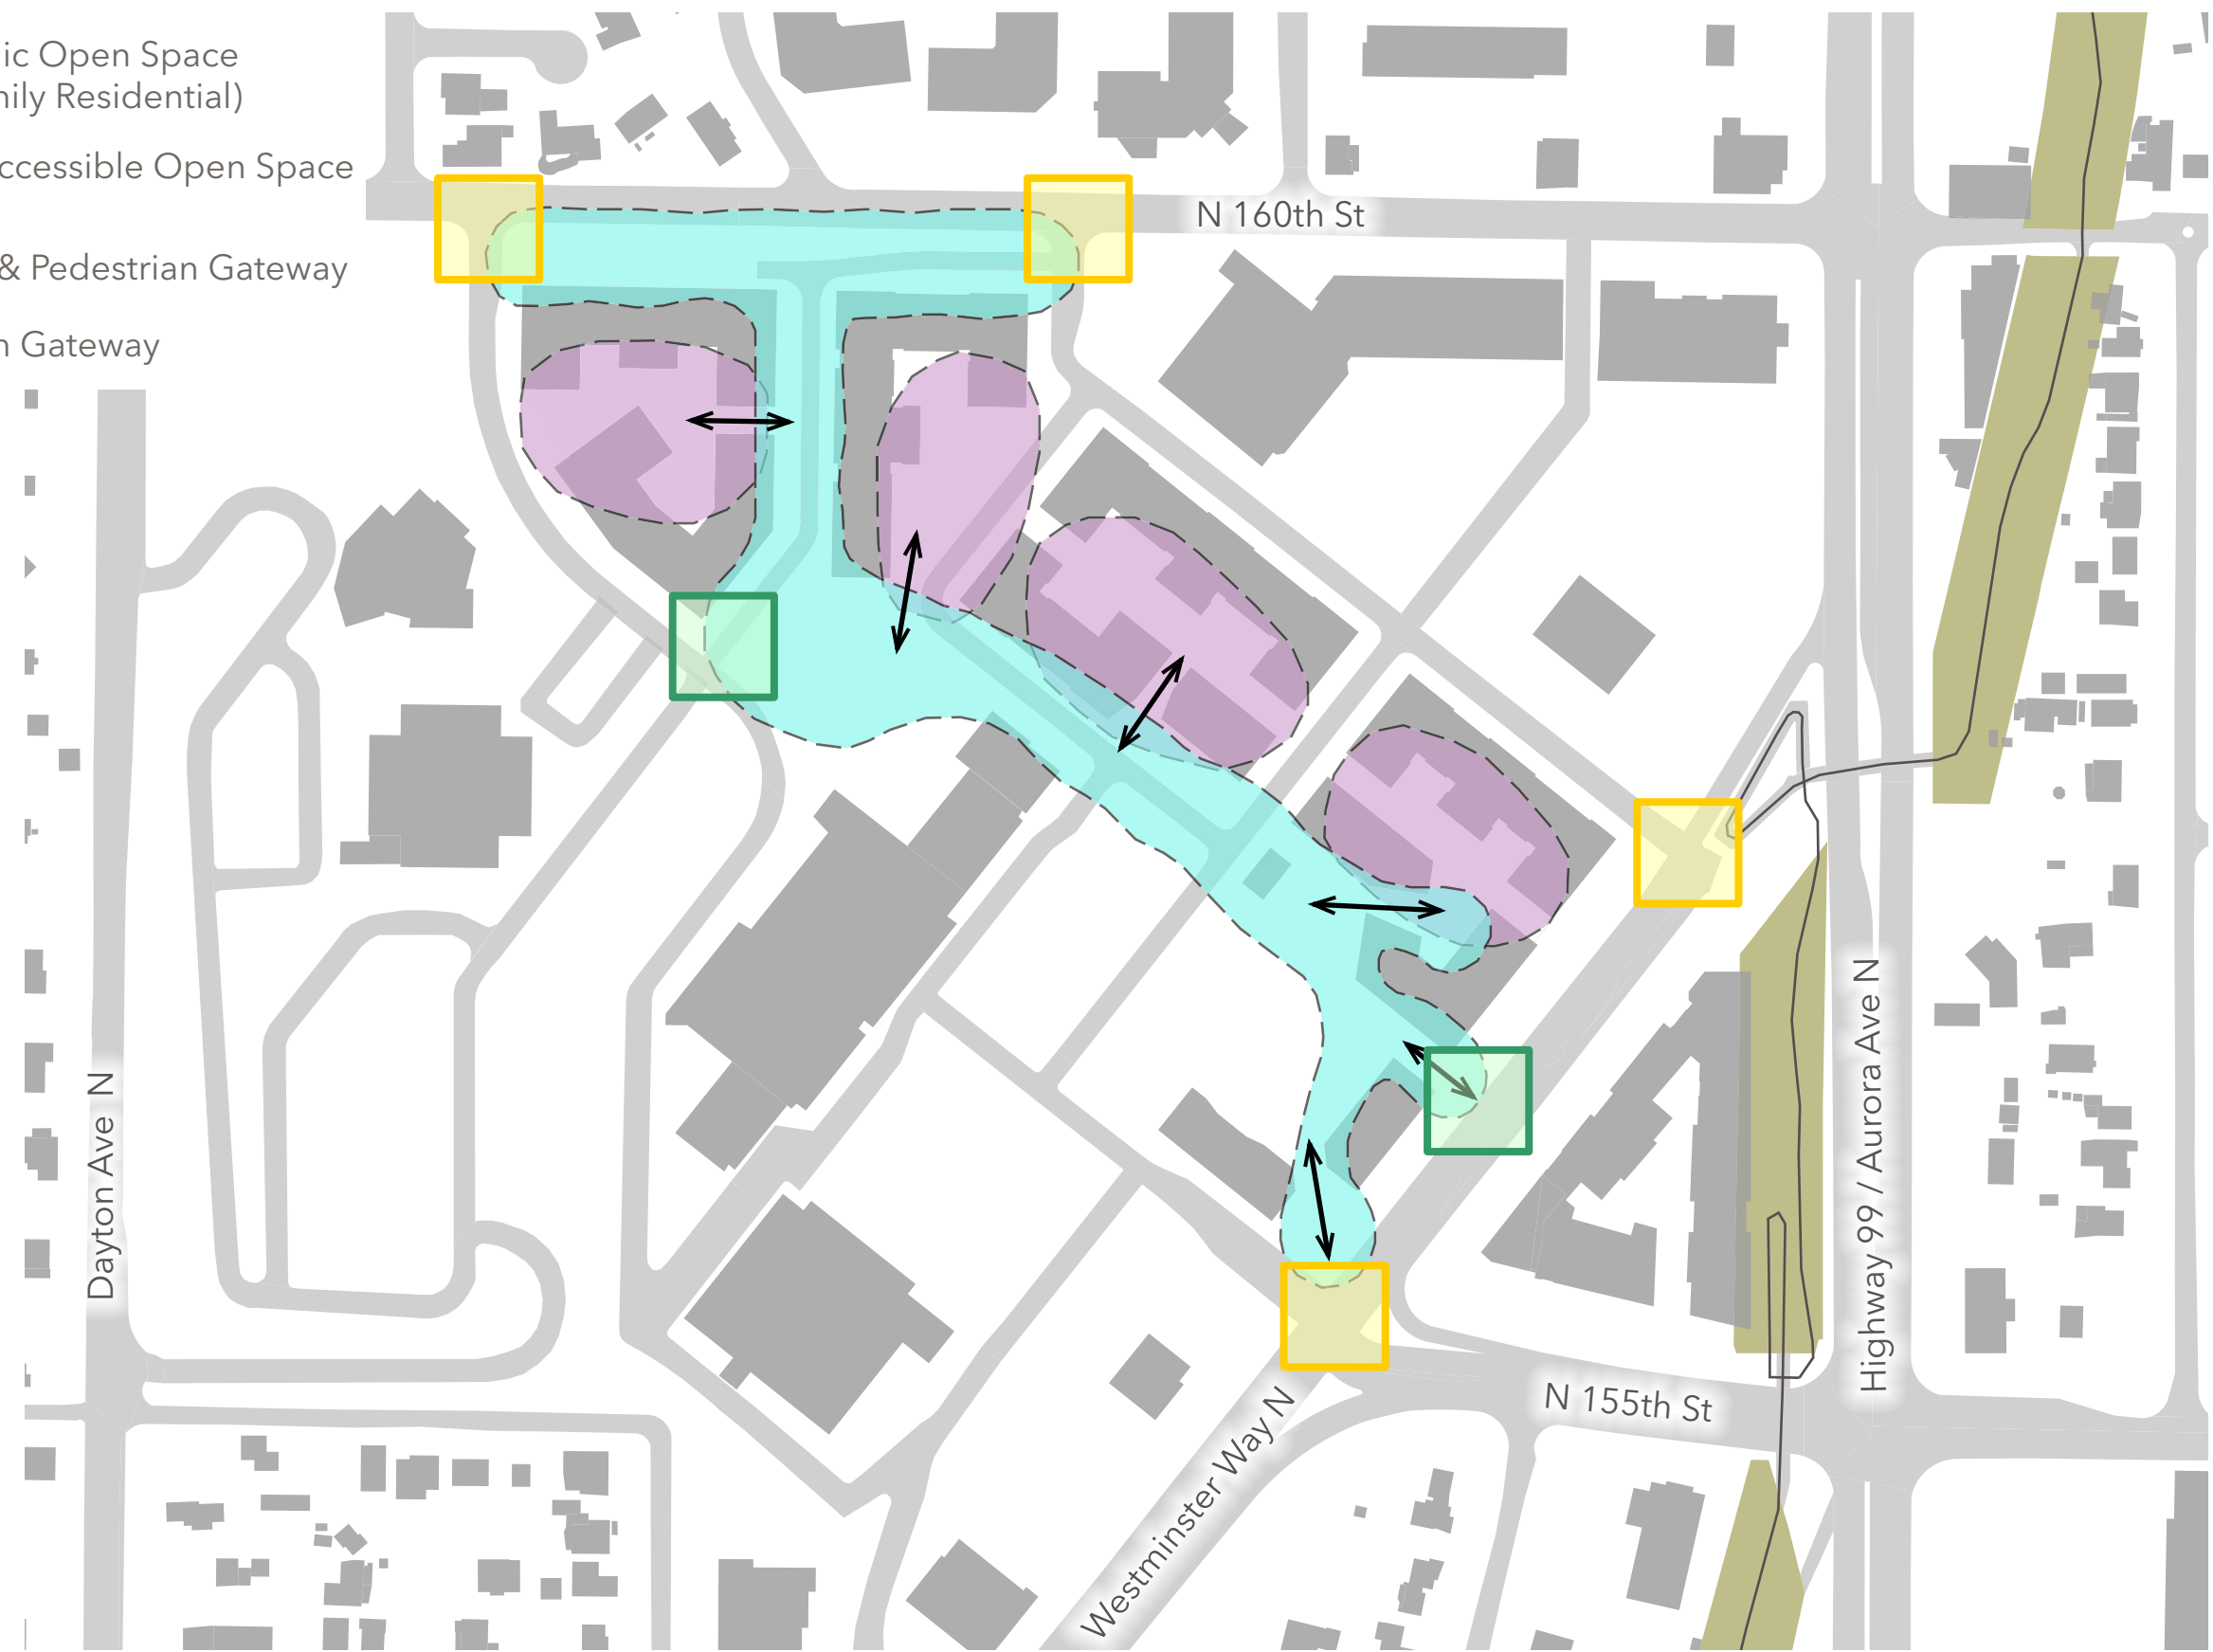 ic Open Space
nily Residential)
ccessible Open Space
& Pedestrian Gateway
n Gateway
N 160th St
Dayton Ave N
Highway 99 / Aurora Ave N
N 155th St
Westminster Way N